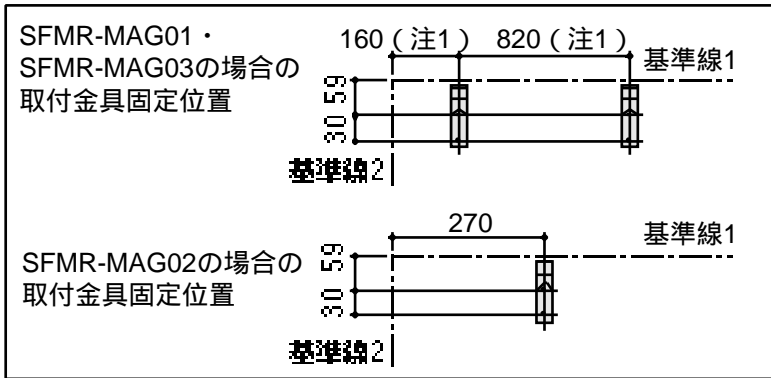 SFMR-MAG01・
SFMR-MAG03の場合の
取付金具固定位置
160（注1） 820（注1）
基準線1
59
30
基準線2
SFMR-MAG02の場合の
取付金具固定位置
270
基準線1
59
30
基準線2